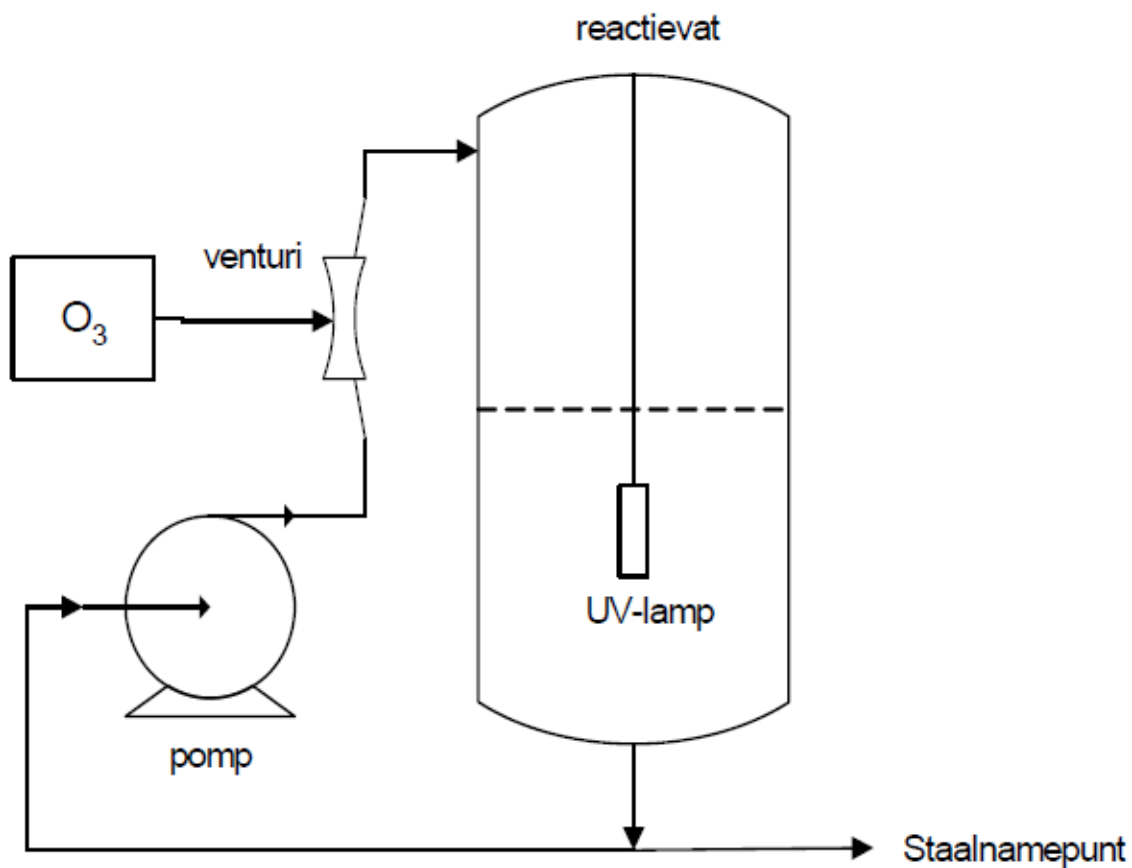 reactievat
venturi
O₃
UV-lamp
pomp
Staalnamepunt